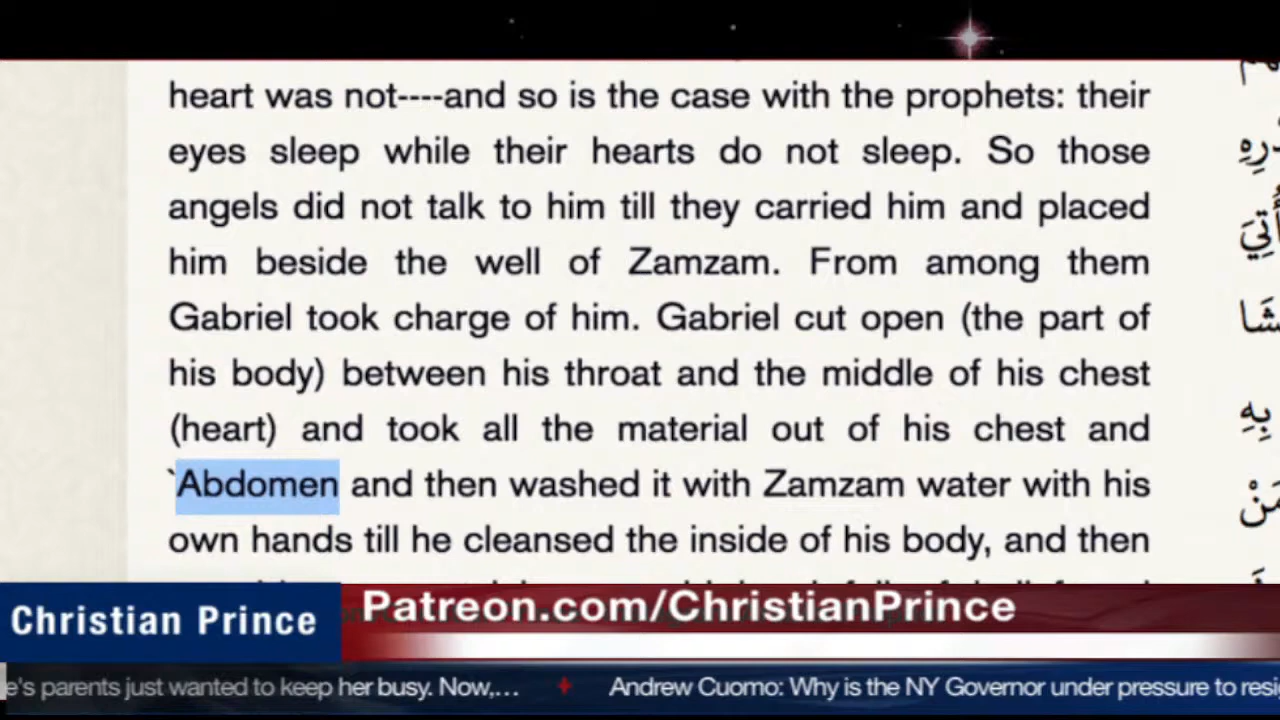 heart was not----and so is the case with the prophets: their
eyes sleep while their hearts do not sleep. So those
angels did not talk to him till they carried him and placed
him beside the well of Zamzam. From among them
Gabriel took charge of him. Gabriel cut open (the part of
his body) between his throat and the middle of his chest
(heart) and took all the material out of his chest and
`Abdomen and then washed it with Zamzam water with his
own hands till he cleansed the inside of his body, and then
Christian Prince
Patreon.com/ChristianPrince
e's parents just wanted to keep her busy. Now,... + Andrew Cuomo: Why is the NY Governor under pressure to resi